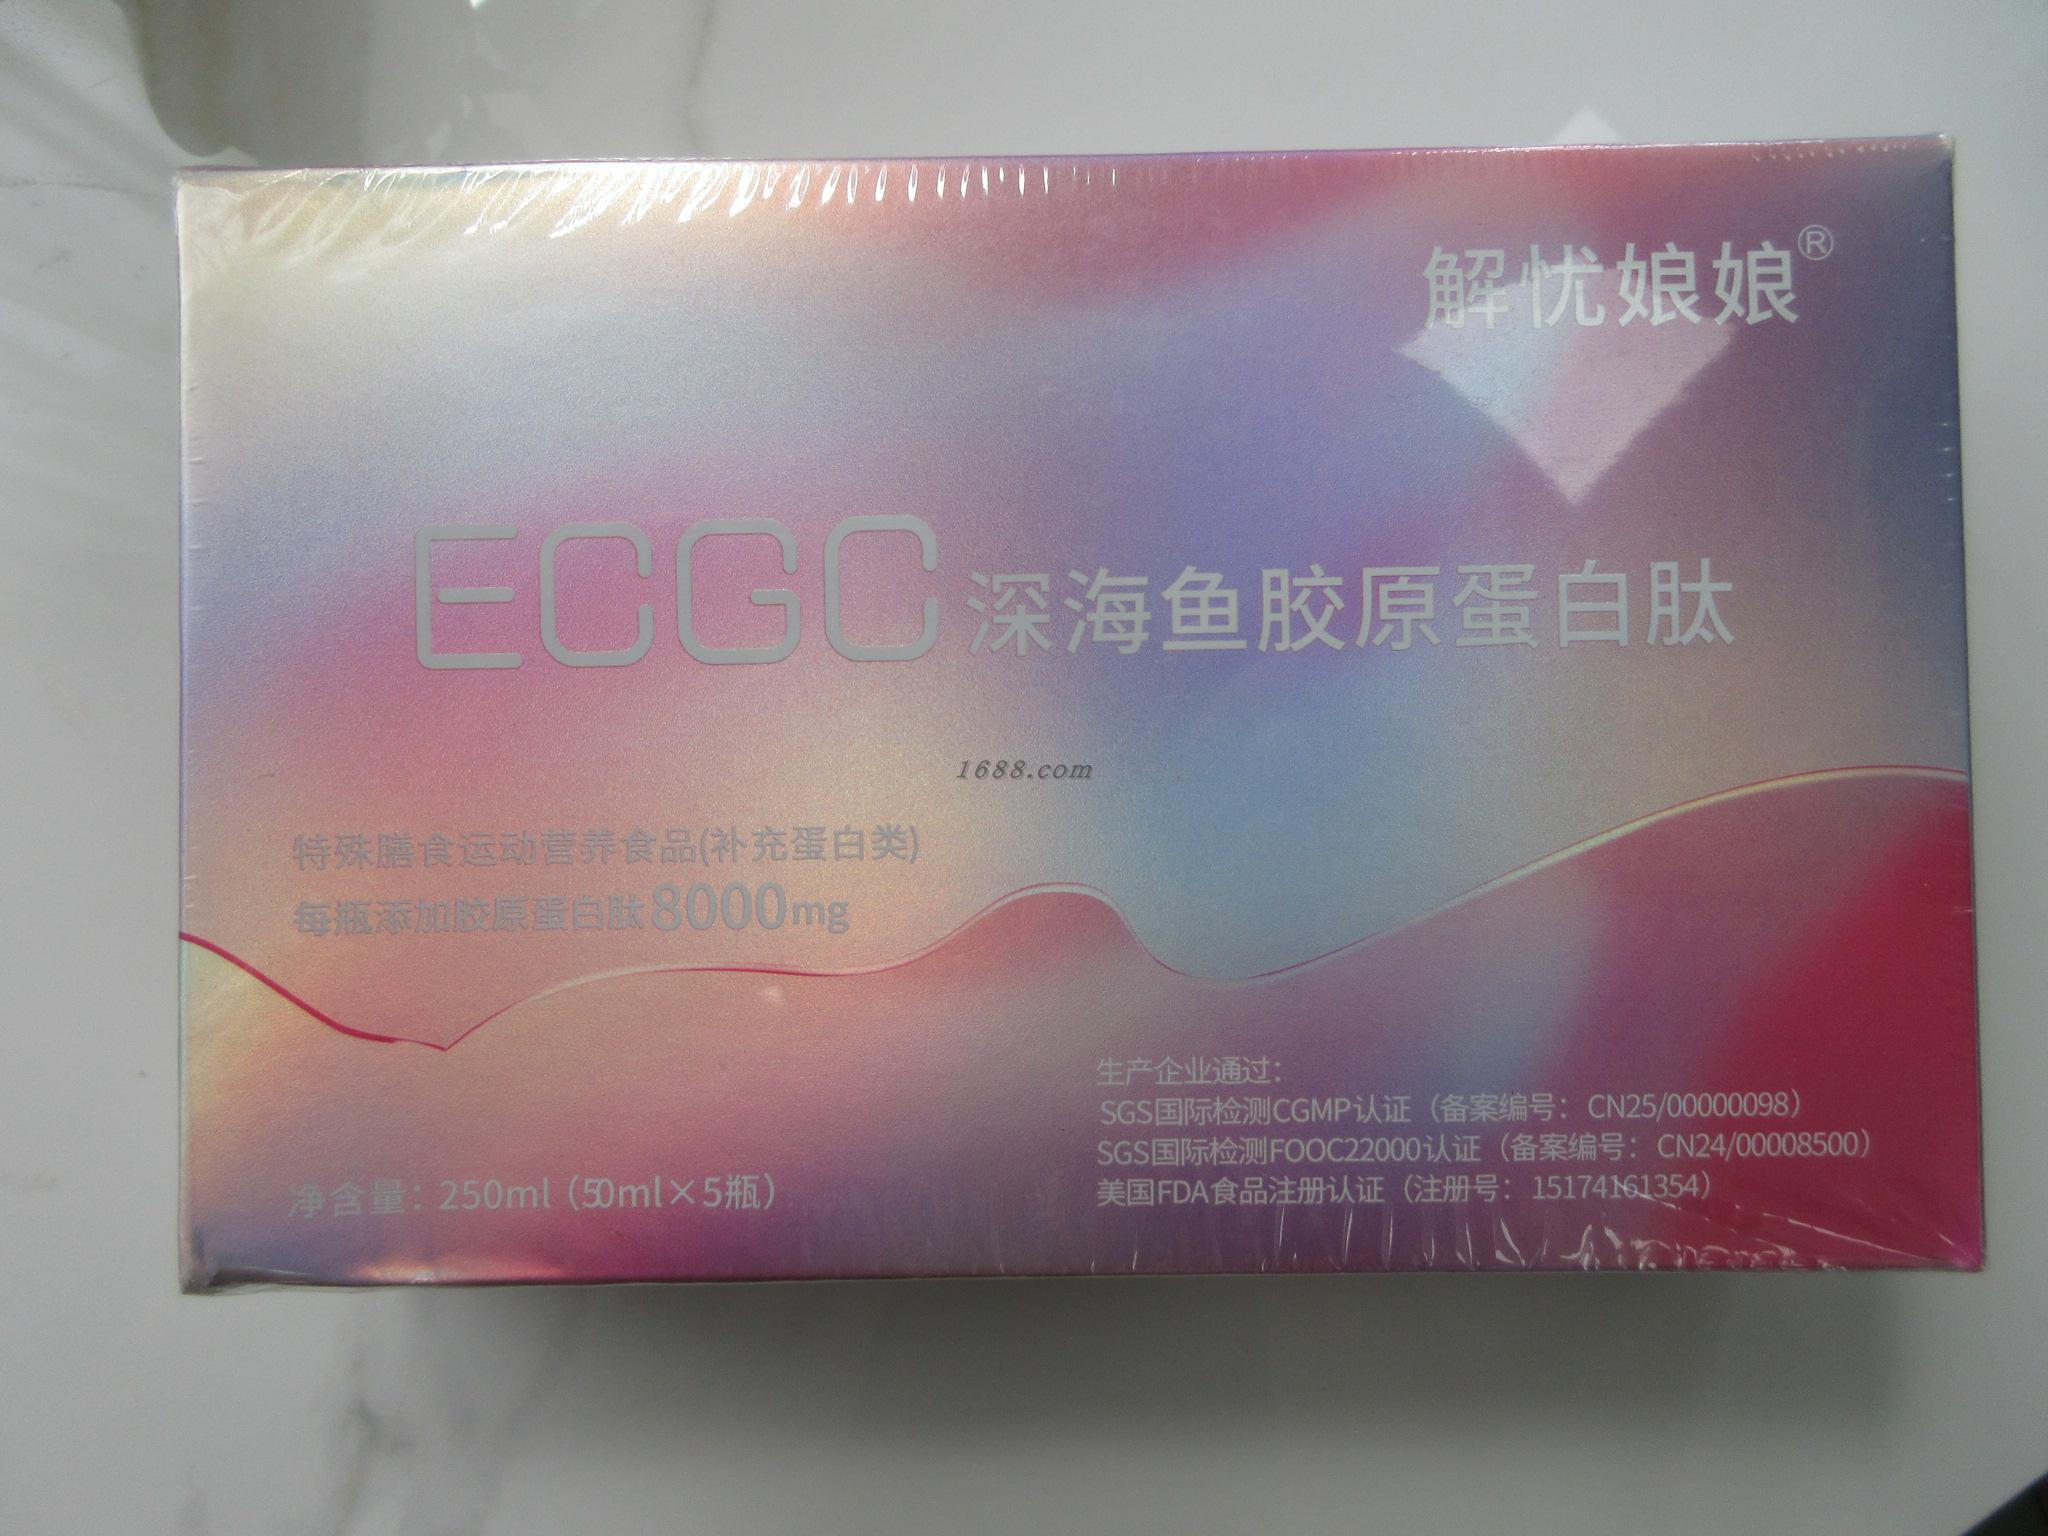 解忧娘娘®
ECGC深海鱼胶原蛋白肽
1688.com
特殊膳食运动营养食品(补充蛋白类)
每瓶添加胶原蛋白肽8000mg
生产企业通过：
SGS国际检测CGMP认证（备案编号：CN25/00000098）
SGS国际检测FOOC22000认证（备案编号：CN24/00008500）
美国FDA食品注册认证（注册号：15174161354）
净含量：250ml（50ml×5瓶）